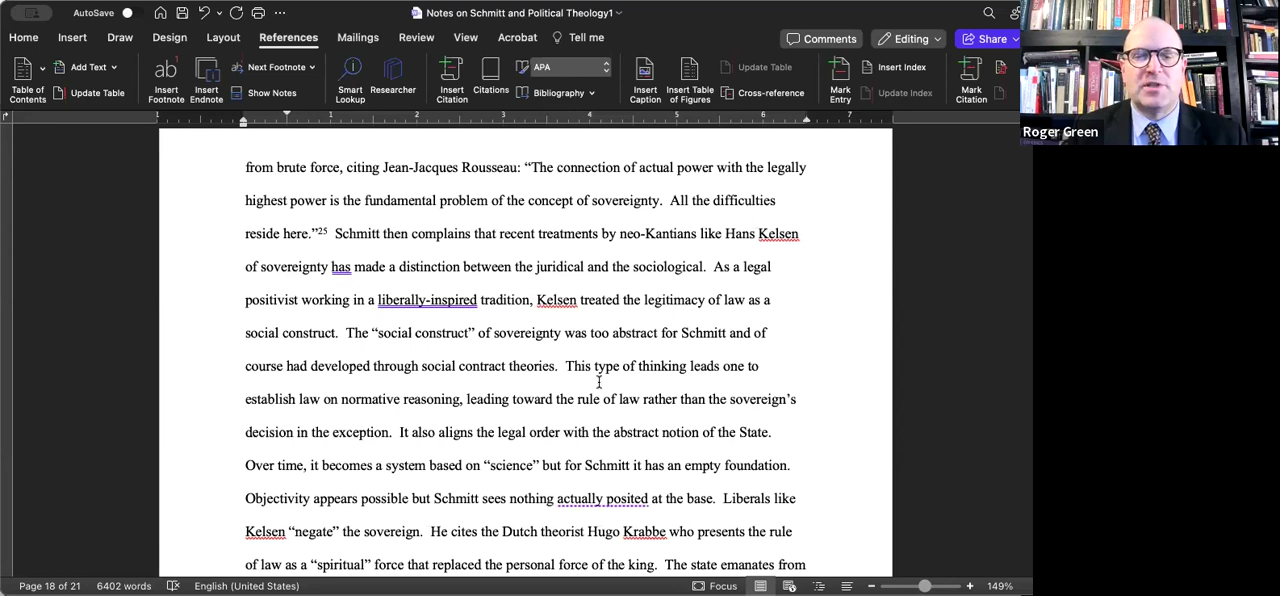 AutoSave
Notes on Schmitt and Political Theology1
Home Insert Draw Design Layout References Mailings Review View Acrobat Tell me
Comments Editing Share
Table of Contents
Add Text
Update Table
Insert Footnote
Insert Endnote
Next Footnote
Show Notes
Smart Lookup
Researcher
Insert Citation
Citations
APA
Bibliography
Insert Caption
Insert Table of Figures
Update Table
Cross-reference
Mark Entry
Insert Index
Update Index
Mark Citation
Roger Green
1 1 2 3 4 5 6 7
from brute force, citing Jean-Jacques Rousseau: “The connection of actual power with the legally
highest power is the fundamental problem of the concept of sovereignty. All the difficulties
reside here.”25 Schmitt then complains that recent treatments by neo-Kantians like Hans Kelsen
of sovereignty has made a distinction between the juridical and the sociological. As a legal
positivist working in a liberally-inspired tradition, Kelsen treated the legitimacy of law as a
social construct. The “social construct” of sovereignty was too abstract for Schmitt and of
course had developed through social contract theories. This type of thinking leads one to
establish law on normative reasoning, leading toward the rule of law rather than the sovereign’s
decision in the exception. It also aligns the legal order with the abstract notion of the State.
Over time, it becomes a system based on “science” but for Schmitt it has an empty foundation.
Objectivity appears possible but Schmitt sees nothing actually posited at the base. Liberals like
Kelsen “negate” the sovereign. He cites the Dutch theorist Hugo Krabbe who presents the rule
of law as a “spiritual” force that replaced the personal force of the king. The state emanates from
Page 18 of 21 6402 words English (United States) Focus 149%